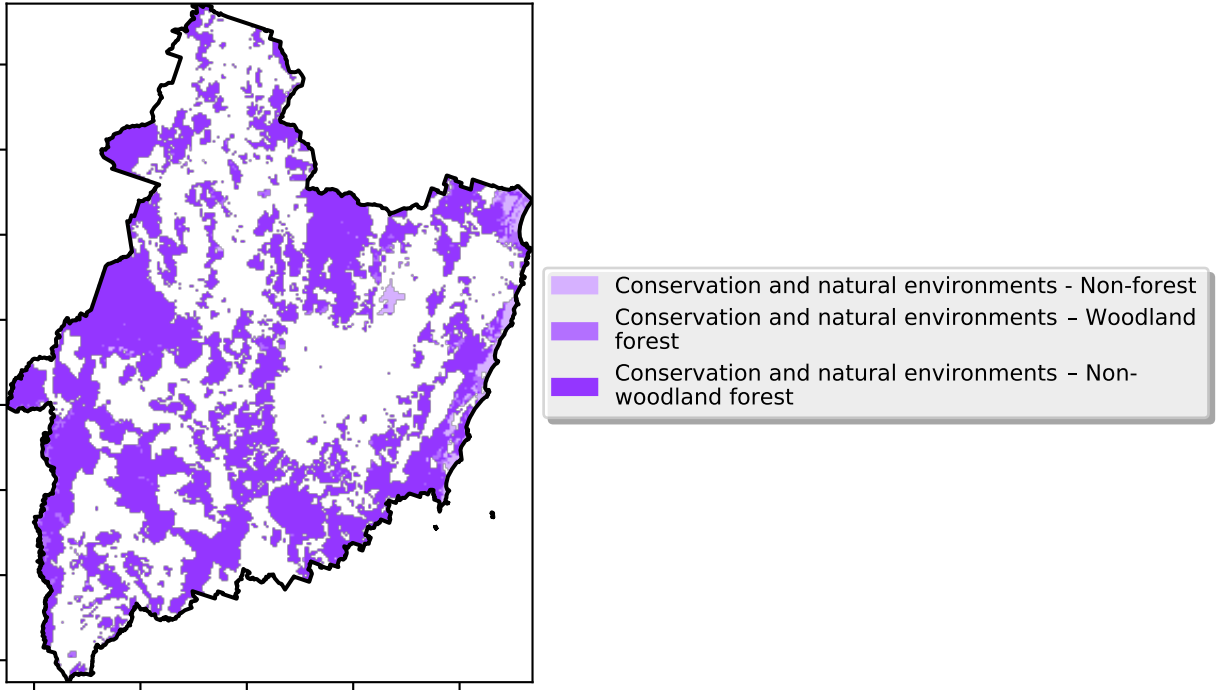 Conservation and natural environments - Non-forest
Conservation and natural environments – Woodland
forest
Conservation and natural environments – Non-
woodland forest